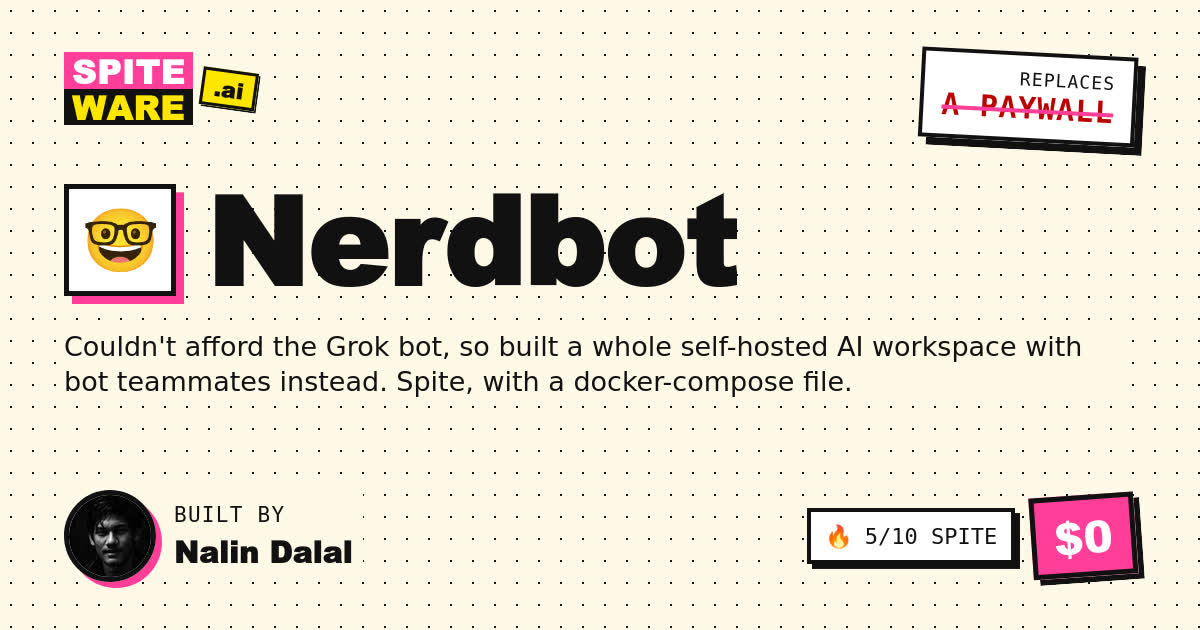 SPITE
WARE
.ai
REPLACES
A PAYWALL
Nerdbot
Couldn't afford the Grok bot, so built a whole self-hosted AI workspace with
bot teammates instead. Spite, with a docker-compose file.
BUILT BY
Nalin Dalal
🔥 5/10 SPITE
$0